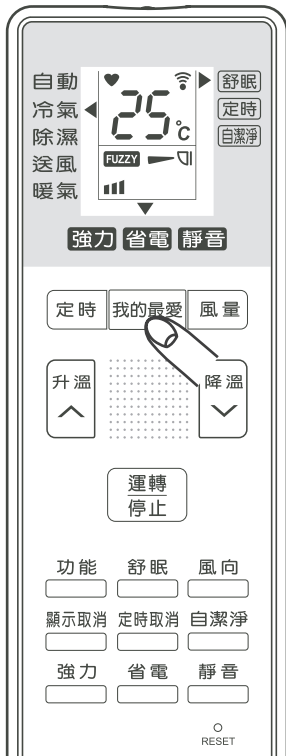 自動
冷氣
除濕
送風
暖氣
25℃
FUZZY
舒眠
定時
自潔淨
強力 省電 靜音
定時 我的最愛 風量
升溫 降溫
運轉
停止
功能 舒眠 風向
顯示取消 定時取消 自潔淨
強力 省電 靜音
RESET